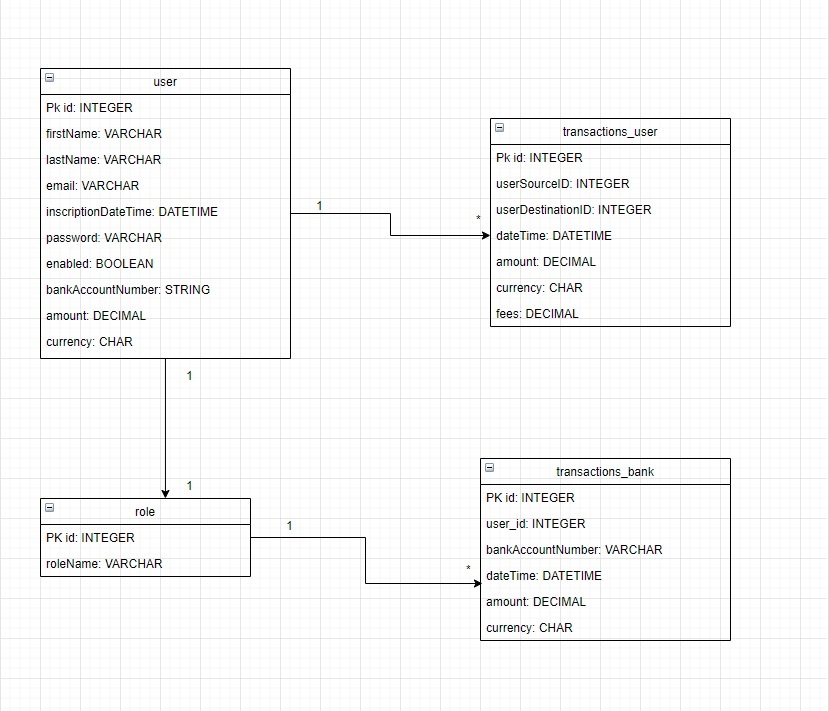 user
Pk id: INTEGER
firstName: VARCHAR
lastName: VARCHAR
email: VARCHAR
inscriptionDateTime: DATETIME
password: VARCHAR
enabled: BOOLEAN
bankAccountNumber: STRING
amount: DECIMAL
currency: CHAR
1
*
transactions_user
Pk id: INTEGER
userSourceID: INTEGER
userDestinationID: INTEGER
dateTime: DATETIME
amount: DECIMAL
currency: CHAR
fees: DECIMAL
1
1
role
PK id: INTEGER
roleName: VARCHAR
1
*
transactions_bank
PK id: INTEGER
user_id: INTEGER
bankAccountNumber: VARCHAR
dateTime: DATETIME
amount: DECIMAL
currency: CHAR